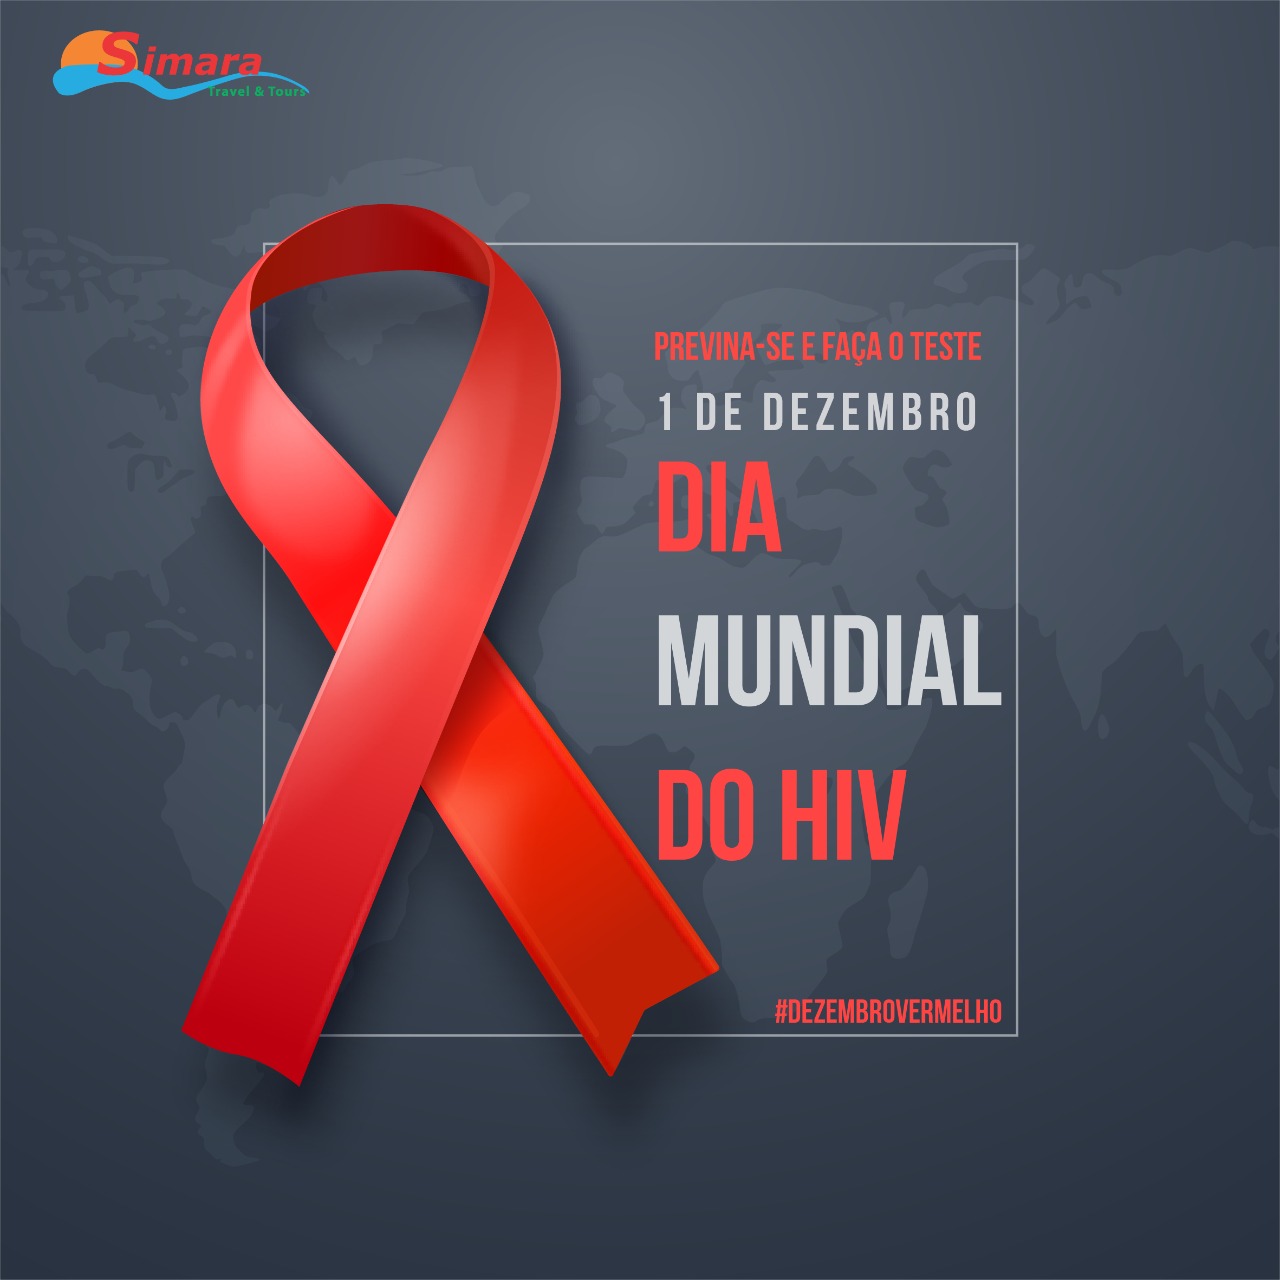 Simara
Travel & Tours
PREVINA-SE E FAÇA O TESTE
1 DE DEZEMBRO
DIA
MUNDIAL
DO HIV
#DEZEMBROVERMELHO